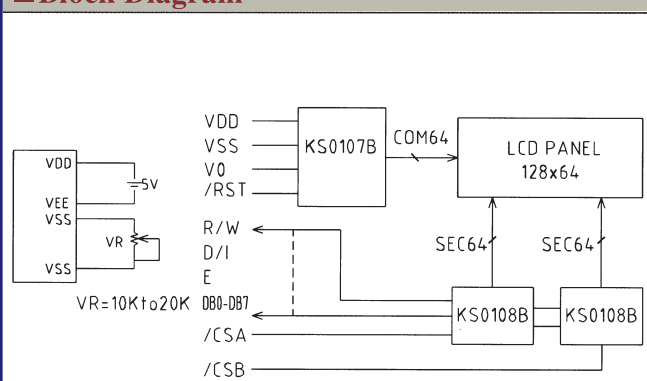 Block Diagram
VDD
VEE
VSS
VSS
5V
VR
VR=10Kto20K
VDD
VSS
V0
/RST
R/W
D/I
E
DB0-DB7
/CSA
/CSB
KS0107B
COM64
LCD PANEL
128x64
SEC64
SEC64
KS0108B
KS0108B